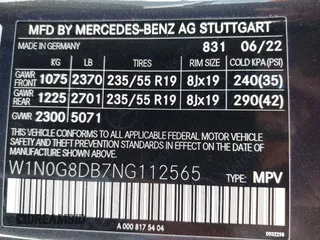 MFD BY MERCEDES-BENZ AG STUTTGART
MADE IN GERMANY 831 06/22
GAWR FRONT 1075 KG 2370 LB 235/55 R19 TIRES 8Jx19 RIM SIZES 240(35) COLD KPA(PSI)
GAWR REAR 1225 2701 235/55 R19 8Jx19 290(42)
GVWR 2300 5071
THIS VEHICLE CONFORMS TO ALL APPLICABLE FEDERAL MOTOR VEHICLE SAFETY AND THEFT PREVENTION STANDARDS IN EFFECT ON THE DATE OF MANUFACTURE SHOWN ABOVE
W1N0G8DB7NG112565 TYPE: MPV
A 000 817 54 04
0932296